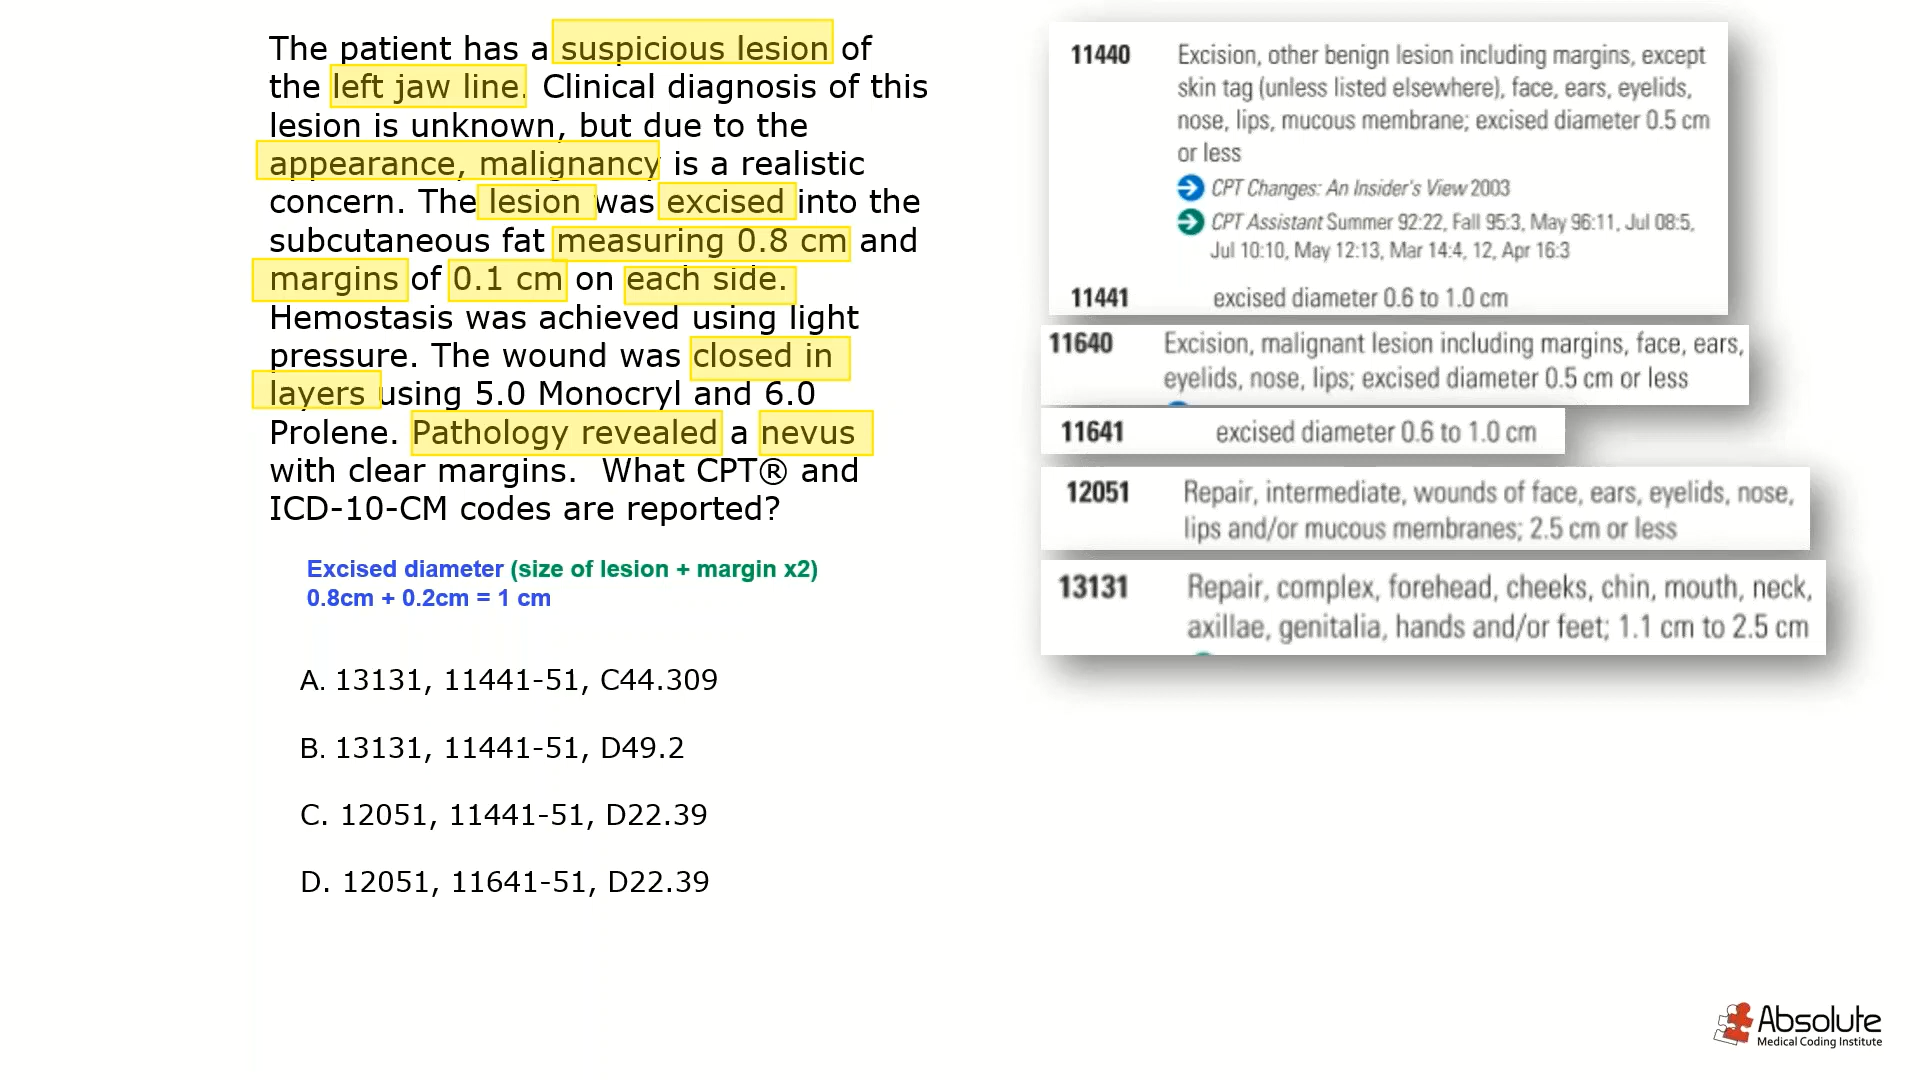 The patient has a suspicious lesion of
the left jaw line. Clinical diagnosis of this
lesion is unknown, but due to the
appearance, malignancy is a realistic
concern. The lesion was excised into the
subcutaneous fat measuring 0.8 cm and
margins of 0.1 cm on each side.
Hemostasis was achieved using light
pressure. The wound was closed in
layers using 5.0 Monocryl and 6.0
Prolene. Pathology revealed a nevus
with clear margins. What CPT® and
ICD-10-CM codes are reported?
Excised diameter (size of lesion + margin x2)
0.8cm + 0.2cm = 1 cm
A. 13131, 11441-51, C44.309
B. 13131, 11441-51, D49.2
C. 12051, 11441-51, D22.39
D. 12051, 11641-51, D22.39
11440 Excision, other benign lesion including margins, except
skin tag (unless listed elsewhere), face, ears, eyelids,
nose, lips, mucous membrane; excised diameter 0.5 cm
or less
CPT Changes: An Insider's View 2003
CPT Assistant Summer 92:22, Fall 95:3, May 96:11, Jul 08:5,
Jul 10:10, May 12:13, Mar 14:4, 12, Apr 16:3
11441 excised diameter 0.6 to 1.0 cm
11640 Excision, malignant lesion including margins, face, ears,
eyelids, nose, lips; excised diameter 0.5 cm or less
11641 excised diameter 0.6 to 1.0 cm
12051 Repair, intermediate, wounds of face, ears, eyelids, nose,
lips and/or mucous membranes; 2.5 cm or less
13131 Repair, complex, forehead, cheeks, chin, mouth, neck,
axillae, genitalia, hands and/or feet; 1.1 cm to 2.5 cm
Absolute
Medical Coding Institute